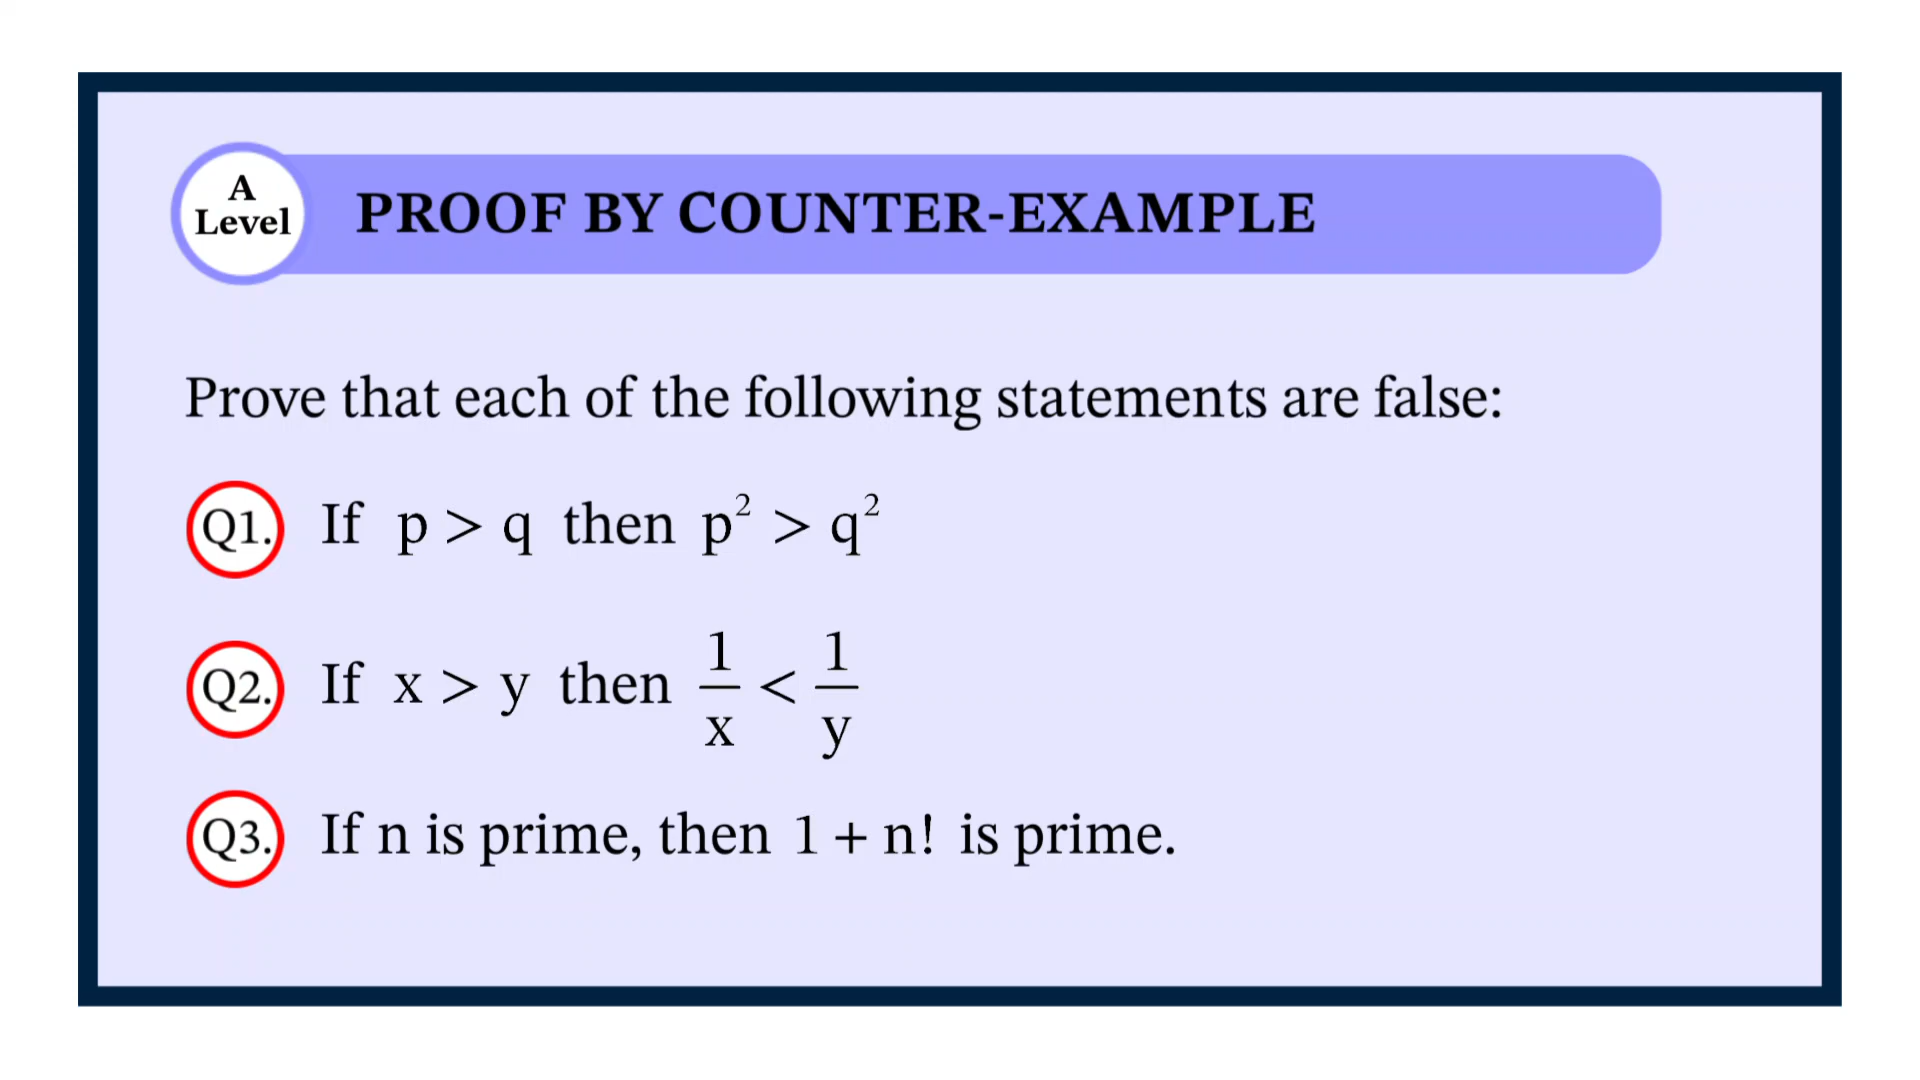 A
Level
PROOF BY COUNTER-EXAMPLE
Prove that each of the following statements are false:
Q1. If p > q then p² > q²
Q2. If x > y then 1/x < 1/y
Q3. If n is prime, then 1 + n! is prime.